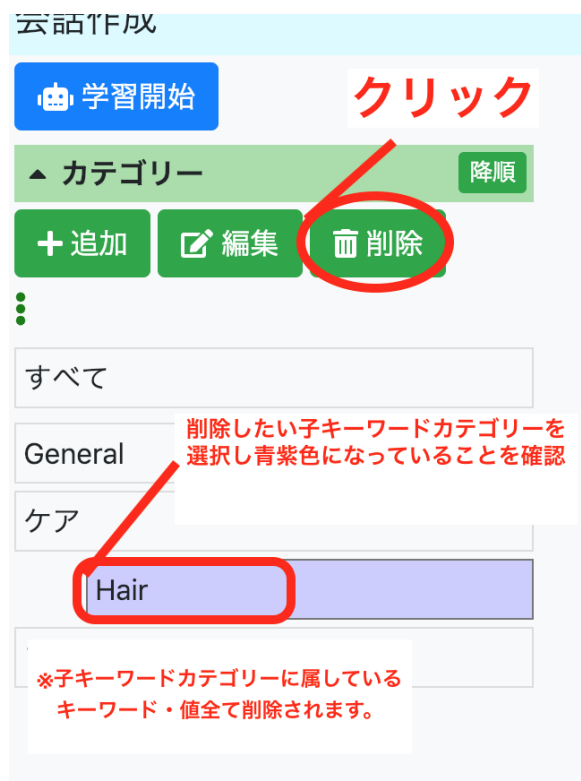 会話作成
学習開始
クリック
カテゴリー
降順
追加
編集
削除
すべて
General
削除したい子キーワードカテゴリーを
選択し青紫色になっていることを確認
ケア
Hair
※子キーワードカテゴリーに属している
キーワード・値全て削除されます。